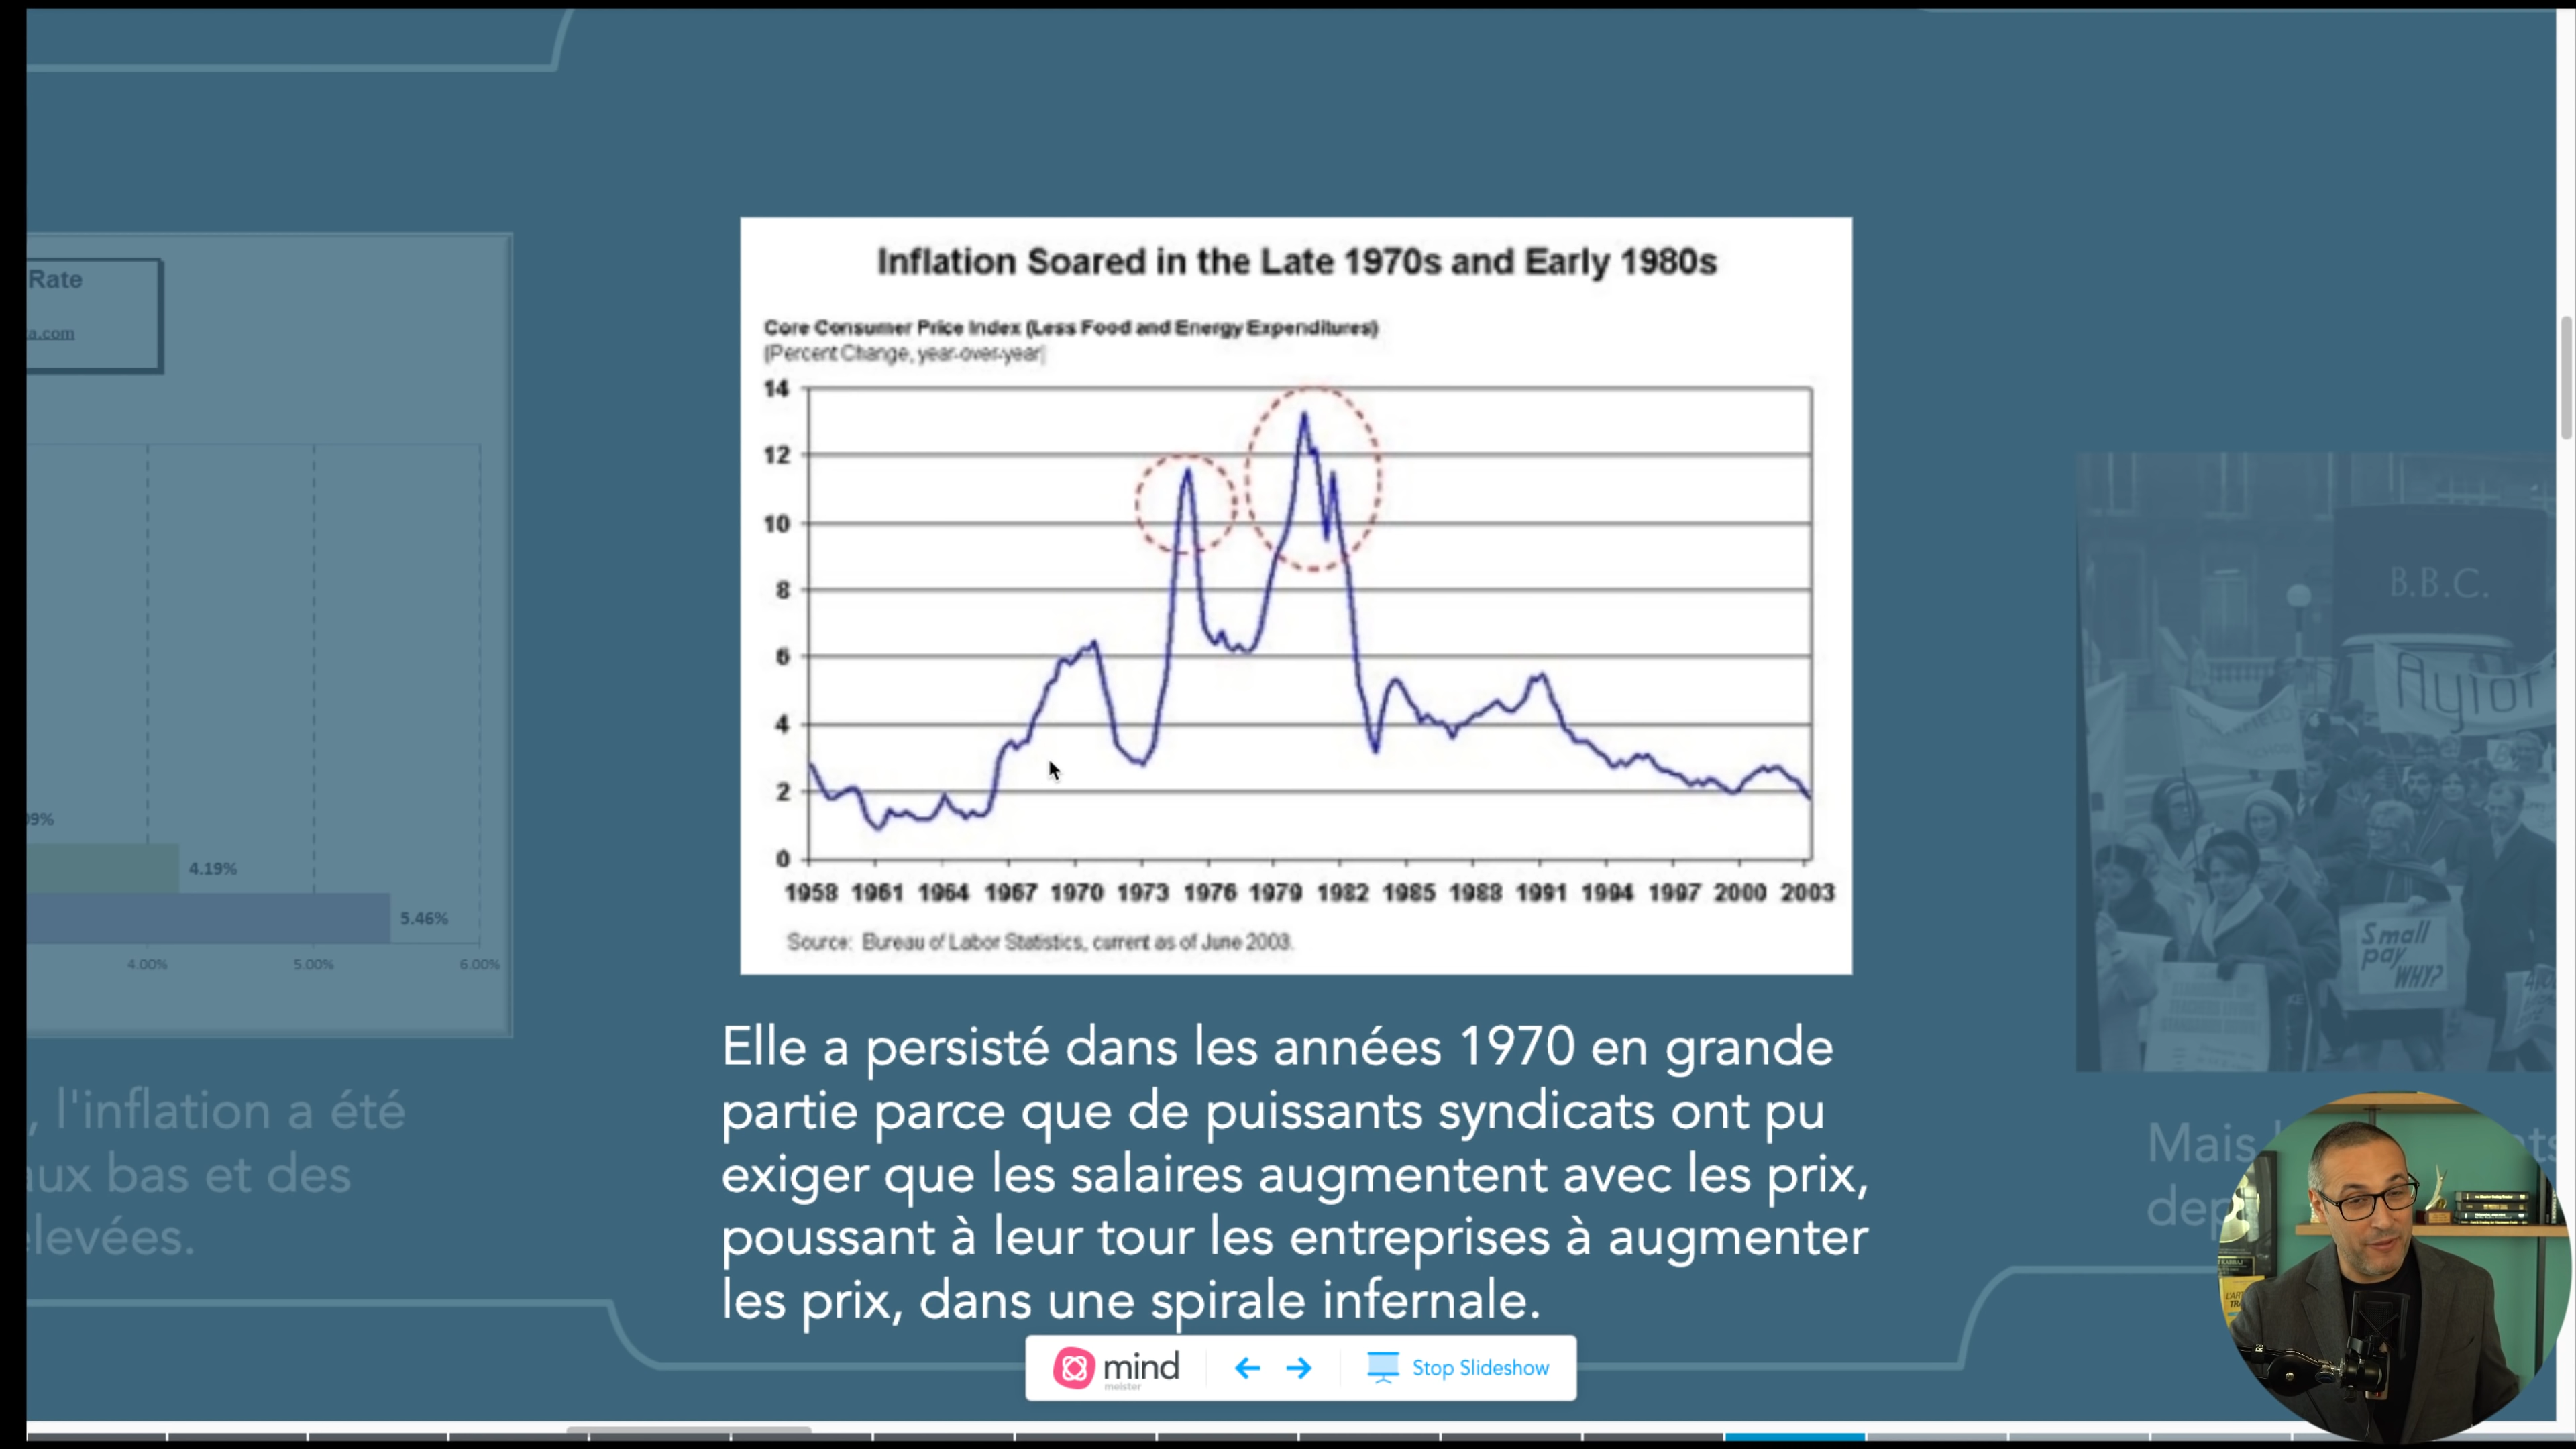 Rate
a.com
4.19%
5.46%
4.00% 5.00% 6.00%
, l'inflation a été
aux bas et des
levées.
Inflation Soared in the Late 1970s and Early 1980s
Core Consumer Price Index (Less Food and Energy Expenditures)
(Percent Change, year-over-year)
14
12
10
8
6
4
2
0
1958 1961 1964 1967 1970 1973 1976 1979 1982 1985 1988 1991 1994 1997 2000 2003
Source: Bureau of Labor Statistics, current as of June 2003.
Elle a persisté dans les années 1970 en grande
partie parce que de puissants syndicats ont pu
exiger que les salaires augmentent avec les prix,
poussant à leur tour les entreprises à augmenter
les prix, dans une spirale infernale.
B.B.C.
Small
pay
WHY?
Mais
dep
mind
meister
Stop Slideshow